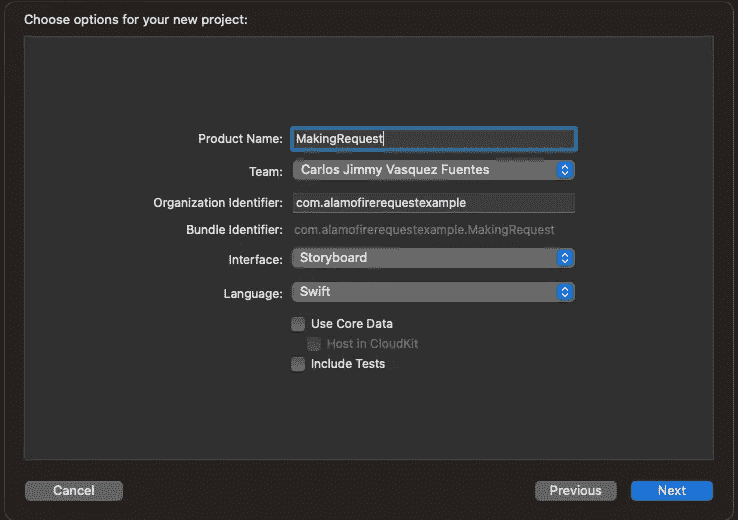 Choose options for your new project:
Product Name: MakingRequest
Team: Carlos Jimmy Vasquez Fuentes
Organization Identifier: com.alamofirerequestexample
Bundle Identifier: com.alamofirerequestexample.MakingRequest
Interface: Storyboard
Language: Swift
Use Core Data
Host in CloudKit
Include Tests
Cancel Previous Next